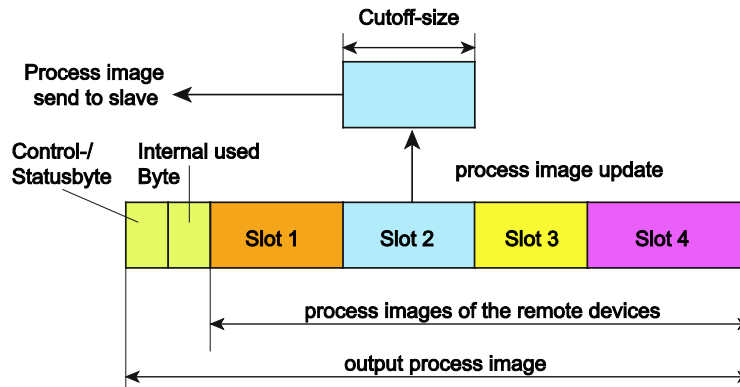 Cutoff-size
Process image
send to slave
Control-/
Statusbyte
Internal used
Byte
process image update
Slot 1
Slot 2
Slot 3
Slot 4
process images of the remote devices
output process image